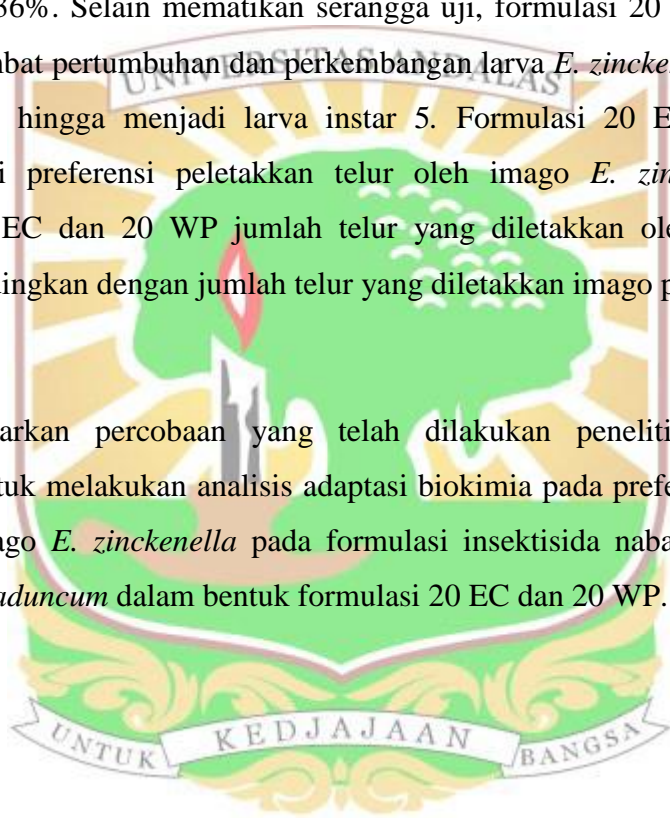 36%. Selain mematikan serangga uji, formulasi 20
UNIVERSITAS ANDALAS
bat pertumbuhan dan perkembangan larva E. zincke
hingga menjadi larva instar 5. Formulasi 20 E
i preferensi peletakkan telur oleh imago E. zin
EC dan 20 WP jumlah telur yang diletakkan ole
dingkan dengan jumlah telur yang diletakkan imago p
arkan percobaan yang telah dilakukan peneliti
tuk melakukan analisis adaptasi biokimia pada prefe
ago E. zinckenella pada formulasi insektisida naba
aduncum dalam bentuk formulasi 20 EC dan 20 WP.
UNTUK KEDJAJAAN BANGSA